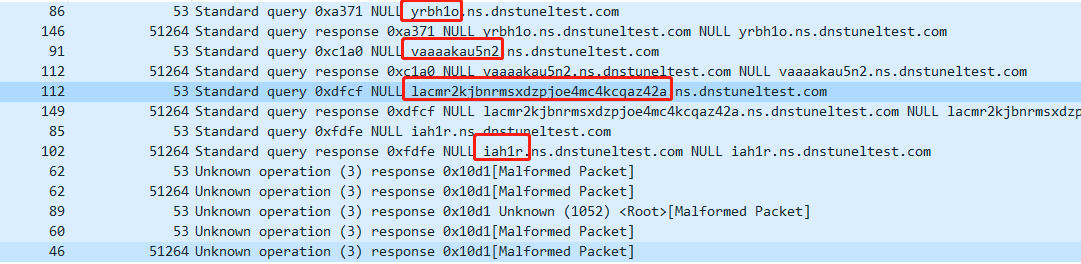 86 53 Standard query 0xa371 NULL yrbh1o.ns.dnstuneltest.com
146 51264 Standard query response 0xa371 NULL yrbh1o.ns.dnstuneltest.com NULL yrbh1o.ns.dnstuneltest.com
91 53 Standard query 0xc1a0 NULL vaaaakau5n2.ns.dnstuneltest.com
112 51264 Standard query response 0xc1a0 NULL vaaaakau5n2.ns.dnstuneltest.com NULL vaaaakau5n2.ns.dnstuneltest.com
112 53 Standard query 0xdfcf NULL lacmr2kjbnrmsxdzpjoe4mc4kcqaz42a.ns.dnstuneltest.com
149 51264 Standard query response 0xdfcf NULL lacmr2kjbnrmsxdzpjoe4mc4kcqaz42a.ns.dnstuneltest.com NULL lacmr2kjbnrmsxdzp
85 53 Standard query 0xfdfe NULL iah1r.ns.dnstuneltest.com
102 51264 Standard query response 0xfdfe NULL iah1r.ns.dnstuneltest.com NULL iah1r.ns.dnstuneltest.com
62 53 Unknown operation (3) response 0x10d1[Malformed Packet]
62 51264 Unknown operation (3) response 0x10d1[Malformed Packet]
89 53 Unknown operation (3) response 0x10d1 Unknown (1052) <Root>[Malformed Packet]
60 53 Unknown operation (3) response 0x10d1[Malformed Packet]
46 51264 Unknown operation (3) response 0x10d1[Malformed Packet]